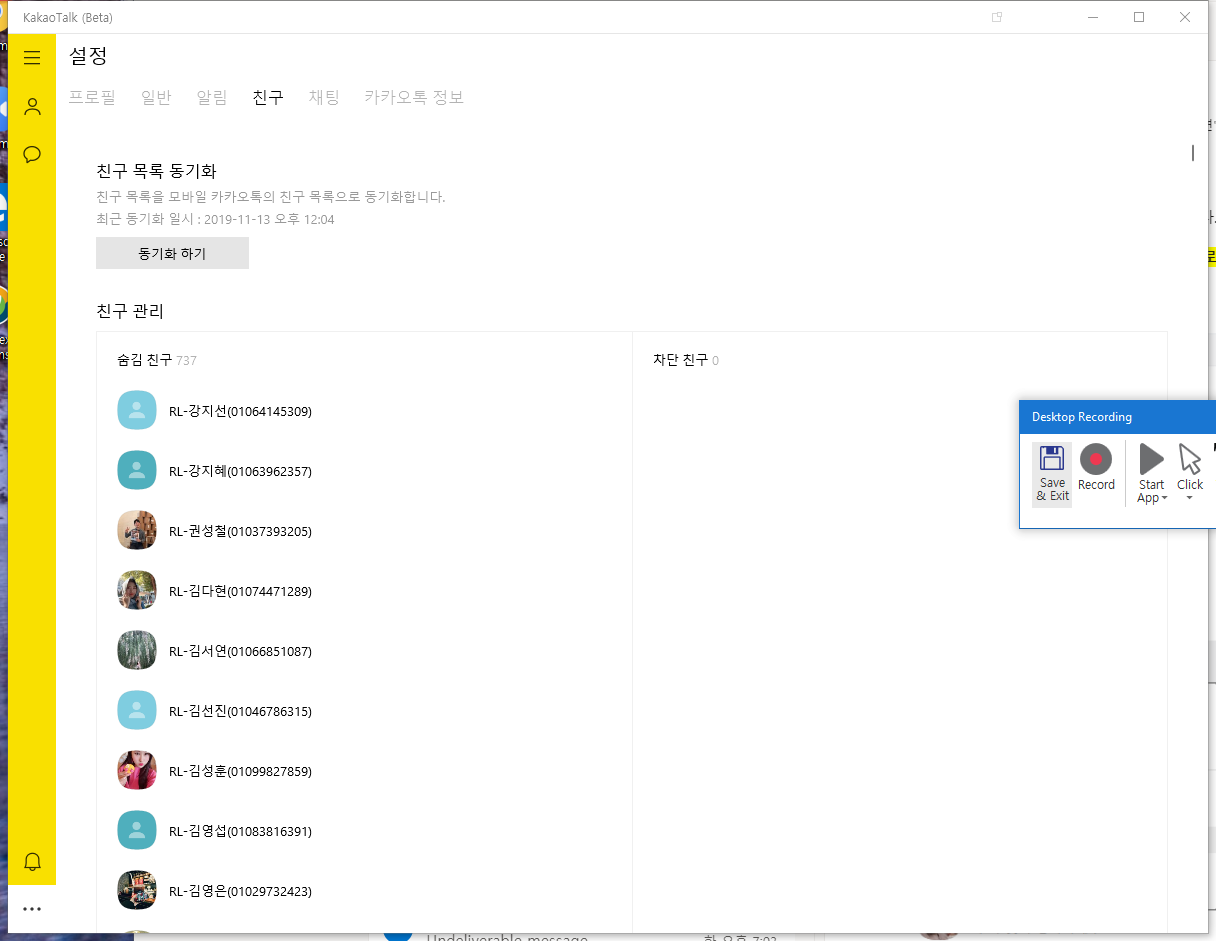 KakaoTalk (Beta)
설정
프로필 일반 알림 친구 채팅 카카오톡 정보
친구 목록 동기화
친구 목록을 모바일 카카오톡의 친구 목록으로 동기화합니다.
최근 동기화 일시 : 2019-11-13 오후 12:04
동기화 하기
친구 관리
숨김 친구 737
차단 친구 0
RL-강지선(01064145309)
RL-강지혜(01063962357)
RL-권성철(01037393205)
RL-김다현(01074471289)
RL-김서연(01066851087)
RL-김선진(01046786315)
RL-김성훈(01099827859)
RL-김영섭(01083816391)
RL-김영은(01029732423)
Desktop Recording
Save & Exit
Record
Start App
Click
Undeliverable message
화 오후 7:03